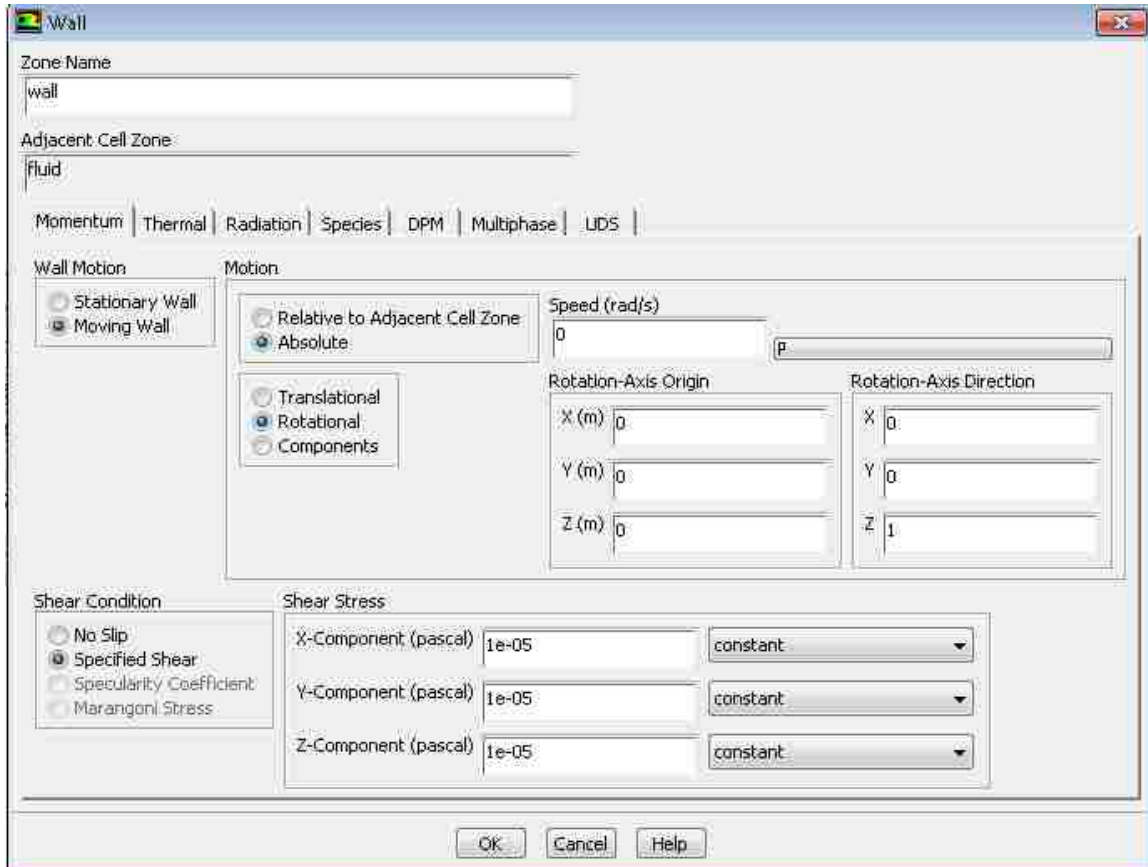 Wall
Zone Name
wall
Adjacent Cell Zone
fluid
Momentum Thermal Radiation Species DPM Multiphase UDS
Wall Motion
Stationary Wall
Moving Wall
Motion
Relative to Adjacent Cell Zone
Absolute
Translational
Rotational
Components
Speed (rad/s)
0
P
Rotation-Axis Origin
X (m) 0
Y (m) 0
Z (m) 0
Rotation-Axis Direction
X 0
Y 0
Z 1
Shear Condition
No Slip
Specified Shear
Specularity Coefficient
Marangoni Stress
Shear Stress
X-Component (pascal) 1e-05 constant
Y-Component (pascal) 1e-05 constant
Z-Component (pascal) 1e-05 constant
OK Cancel Help